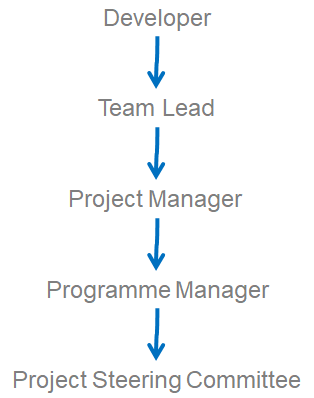 Developer
Team Lead
Project Manager
Programme Manager
Project Steering Committee